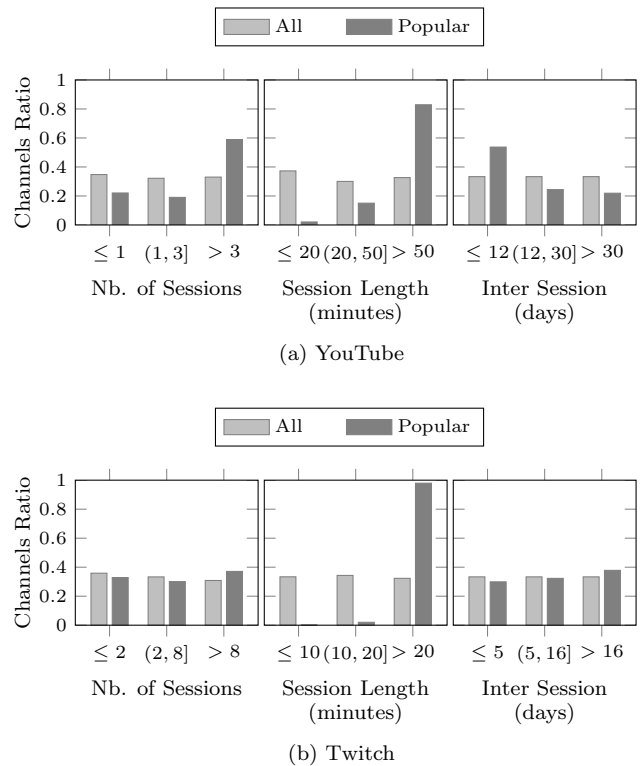 All Popular
1
0.8
0.6
0.4
0.2
0
Channels Ratio
≤ 1 (1, 3] > 3
≤ 20 (20, 50] > 50
≤ 12 (12, 30] > 30
Nb. of Sessions
Session Length
(minutes)
Inter Session
(days)
(a) YouTube
All Popular
1
0.8
0.6
0.4
0.2
0
Channels Ratio
≤ 2 (2, 8] > 8
≤ 10 (10, 20] > 20
≤ 5 (5, 16] > 16
Nb. of Sessions
Session Length
(minutes)
Inter Session
(days)
(b) Twitch